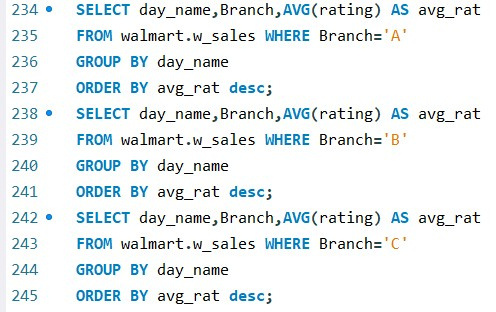 234 SELECT day_name,Branch,AVG(rating) AS avg_rat
235 FROM walmart.w_sales WHERE Branch='A'
236 GROUP BY day_name
237 ORDER BY avg_rat desc;
238 SELECT day_name,Branch,AVG(rating) AS avg_rat
239 FROM walmart.w_sales WHERE Branch='B'
240 GROUP BY day_name
241 ORDER BY avg_rat desc;
242 SELECT day_name,Branch,AVG(rating) AS avg_rat
243 FROM walmart.w_sales WHERE Branch='C'
244 GROUP BY day_name
245 ORDER BY avg_rat desc;